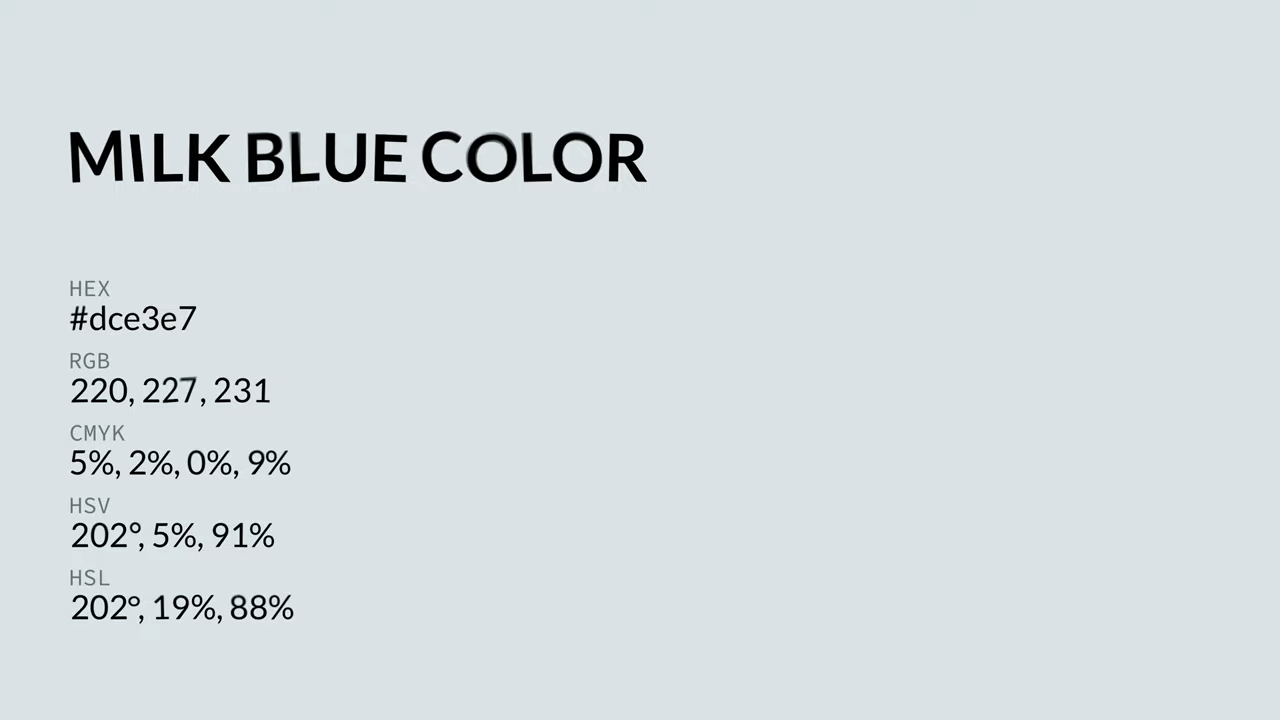 MILK BLUE COLOR
HEX
#dce3e7
RGB
220, 227, 231
CMYK
5%, 2%, 0%, 9%
HSV
202°, 5%, 91%
HSL
202°, 19%, 88%